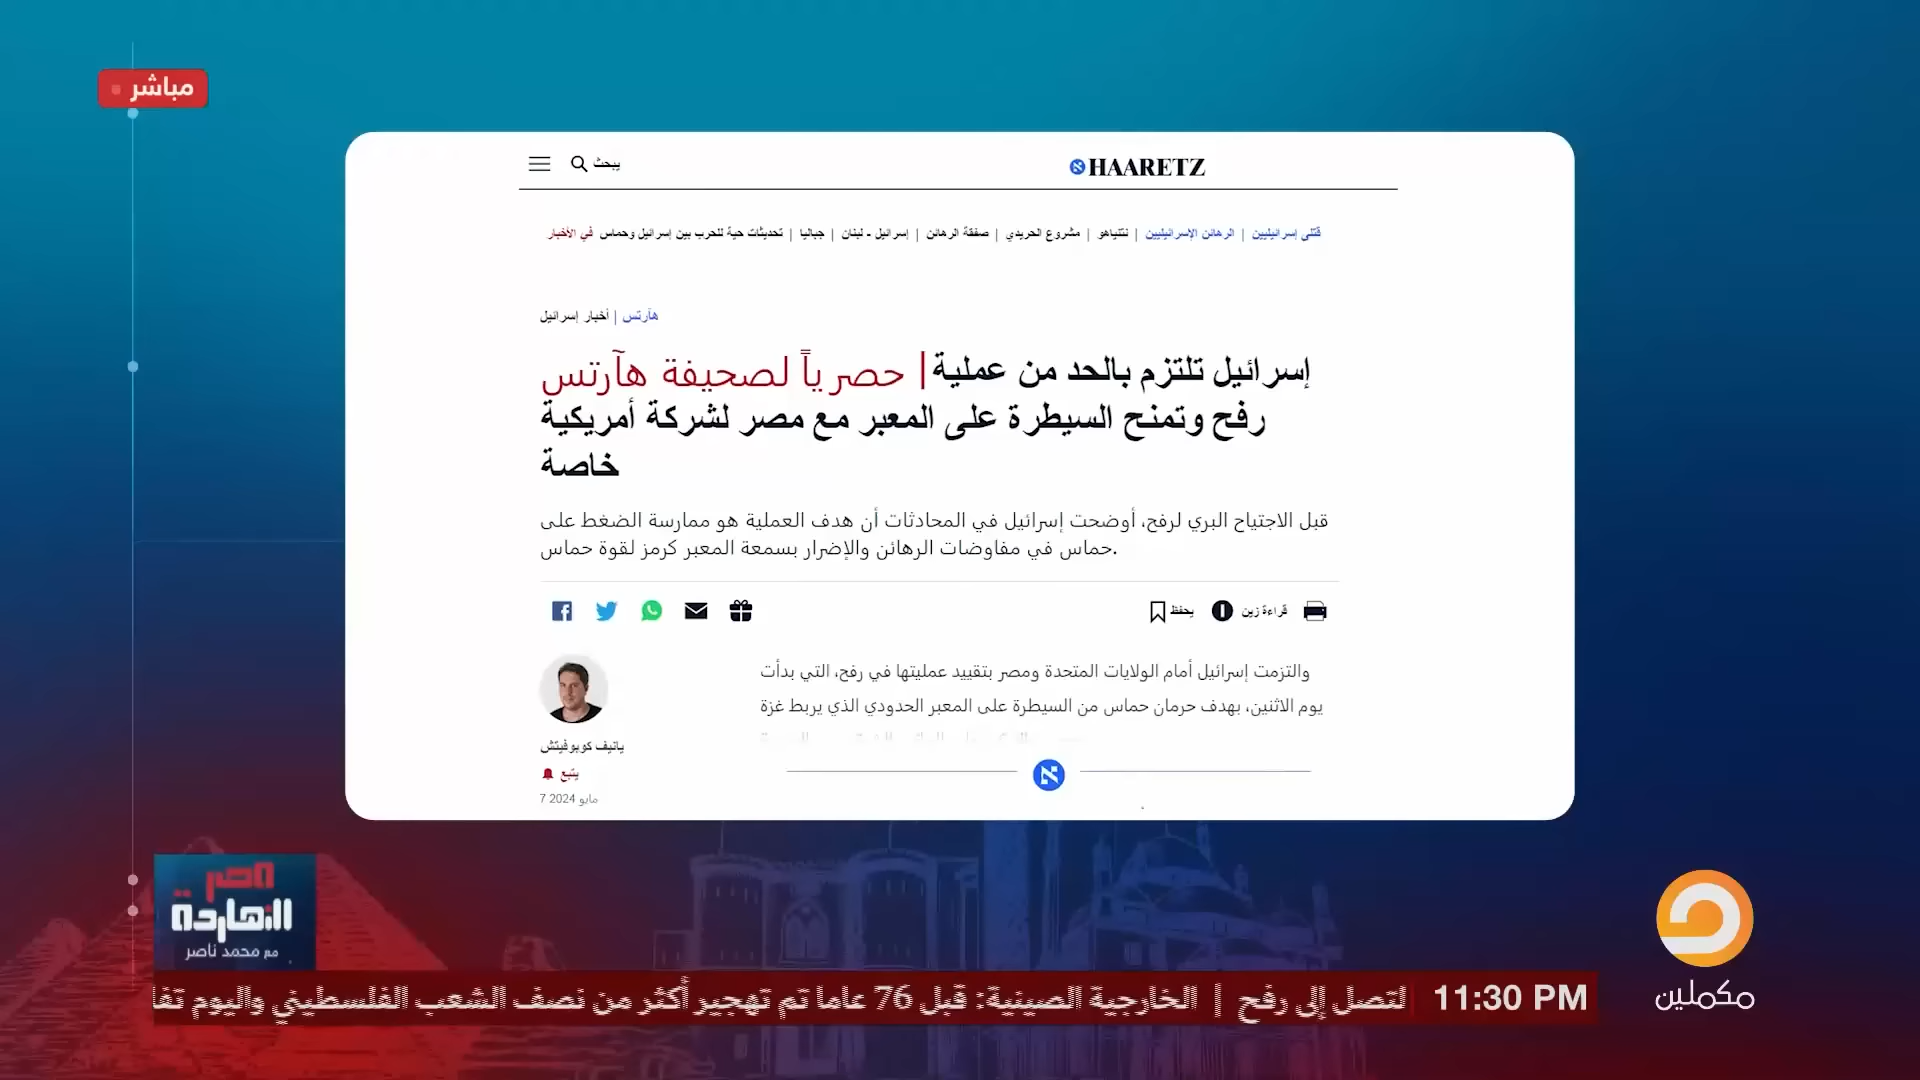 مباشر
يبحث
HAARETZ
في الأخبار تحديثات حية للحرب بين إسرائيل وحماس | جباليا | إسرائيل - لبنان | صفقة الرهائن | مشروع الحريدي | نتنياهو | الرهائن الإسرائيليين | قتلى إسرائيليين
هآرتس | أخبار إسرائيل
حصرياً لصحيفة هآرتس | إسرائيل تلتزم بالحد من عملية
رفح وتمنح السيطرة على المعبر مع مصر لشركة أمريكية
خاصة
قبل الاجتياح البري لرفح، أوضحت إسرائيل في المحادثات أن هدف العملية هو ممارسة الضغط على
حماس في مفاوضات الرهائن والإضرار بسمعة المعبر كرمز لقوة حماس.
يحفظ
قراءة زين
والتزمت إسرائيل أمام الولايات المتحدة ومصر بتقييد عمليتها في رفح، التي بدأت
يوم الاثنين، بهدف حرمان حماس من السيطرة على المعبر الحدودي الذي يربط غزة
يانيف كوبوفيتش
يتبع
7 مايو 2024
مصر
النهاردة
مع محمد ناصر
لتصل إلى رفح | الخارجية الصينية: قبل 76 عاما تم تهجير أكثر من نصف الشعب الفلسطيني واليوم
11:30 PM
مكملين